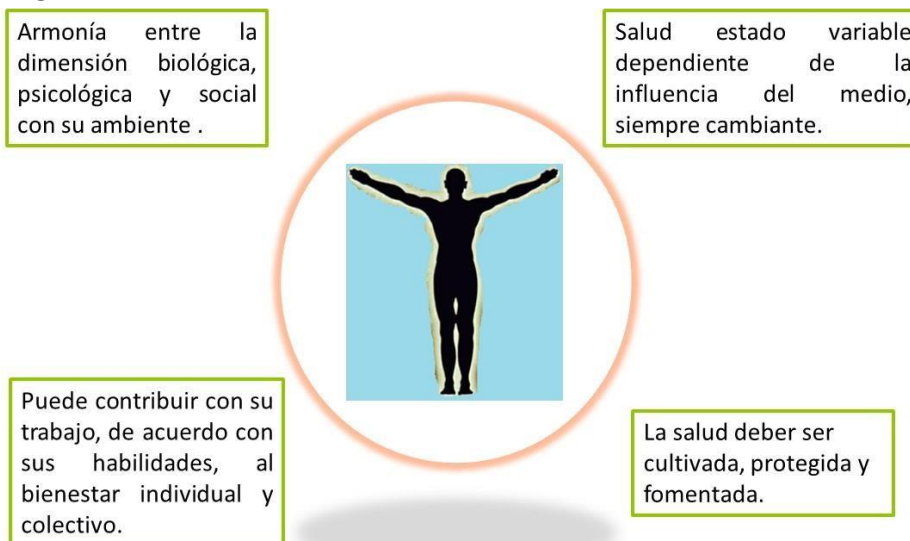 Armonía entre la
dimensión biológica,
psicológica y social
con su ambiente .
Salud estado variable
dependiente de la
influencia del medio,
siempre cambiante.
Puede contribuir con su
trabajo, de acuerdo con
sus habilidades, al
bienestar individual y
colectivo.
La salud deber ser
cultivada, protegida y
fomentada.